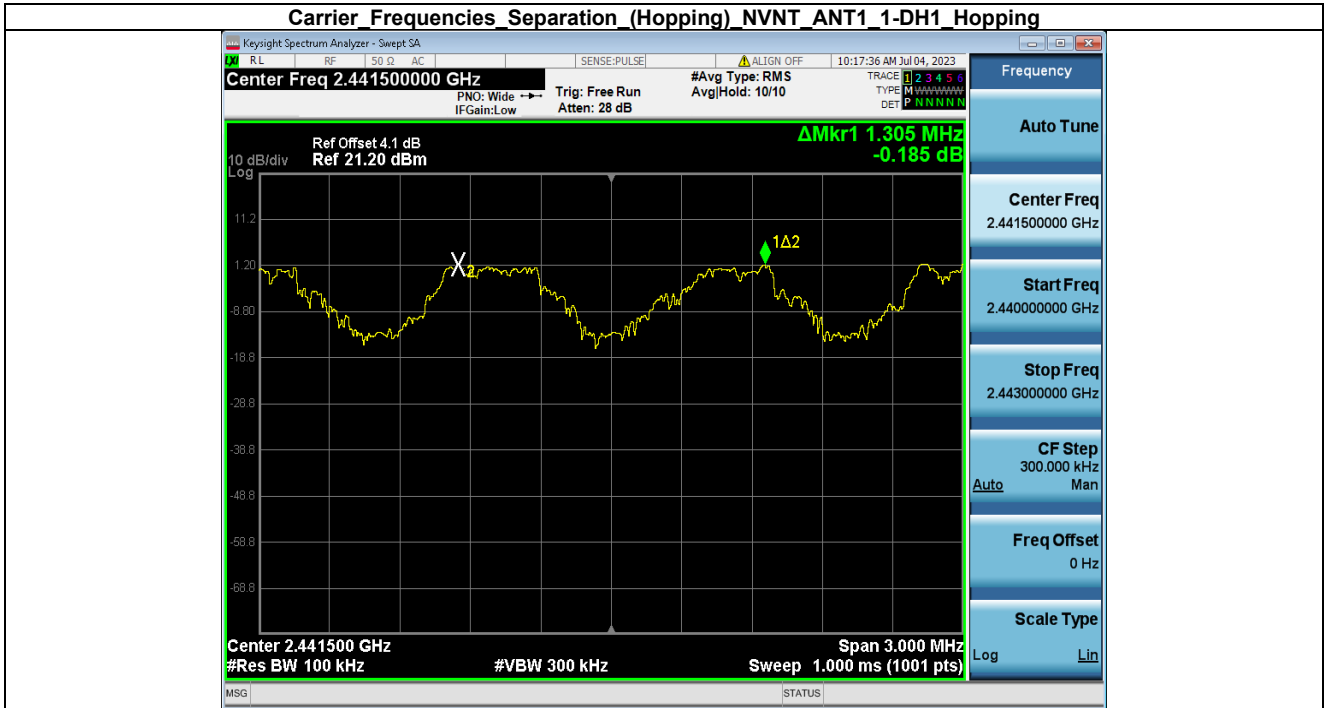 Carrier_Frequencies_Separation_(Hopping)_NVNT_ANT1_1-DH1_Hopping
Keysight Spectrum Analyzer - Swept SA
LXI RL RF 50 Ω AC SENSE:PULSE ALIGN OFF 10:17:36 AM Jul 04, 2023
Center Freq 2.441500000 GHz
PNO: Wide
IFGain:Low
Trig: Free Run
Atten: 28 dB
#Avg Type: RMS
Avg|Hold: 10/10
TRACE 1 2 3 4 5 6
TYPE M WWWWW
DET P N N N N N
Frequency
ΔMkr1 1.305 MHz
-0.185 dB
Ref Offset 4.1 dB
10 dB/div Ref 21.20 dBm
Log
11.2
1.20
-8.80
-18.8
-28.8
-38.8
-48.8
-58.8
-68.8
X2
1Δ2
Center 2.441500 GHz Span 3.000 MHz
#Res BW 100 kHz #VBW 300 kHz Sweep 1.000 ms (1001 pts)
MSG STATUS
Auto Tune
Center Freq
2.441500000 GHz
Start Freq
2.440000000 GHz
Stop Freq
2.443000000 GHz
CF Step
300.000 kHz
Auto Man
Freq Offset
0 Hz
Scale Type
Log Lin